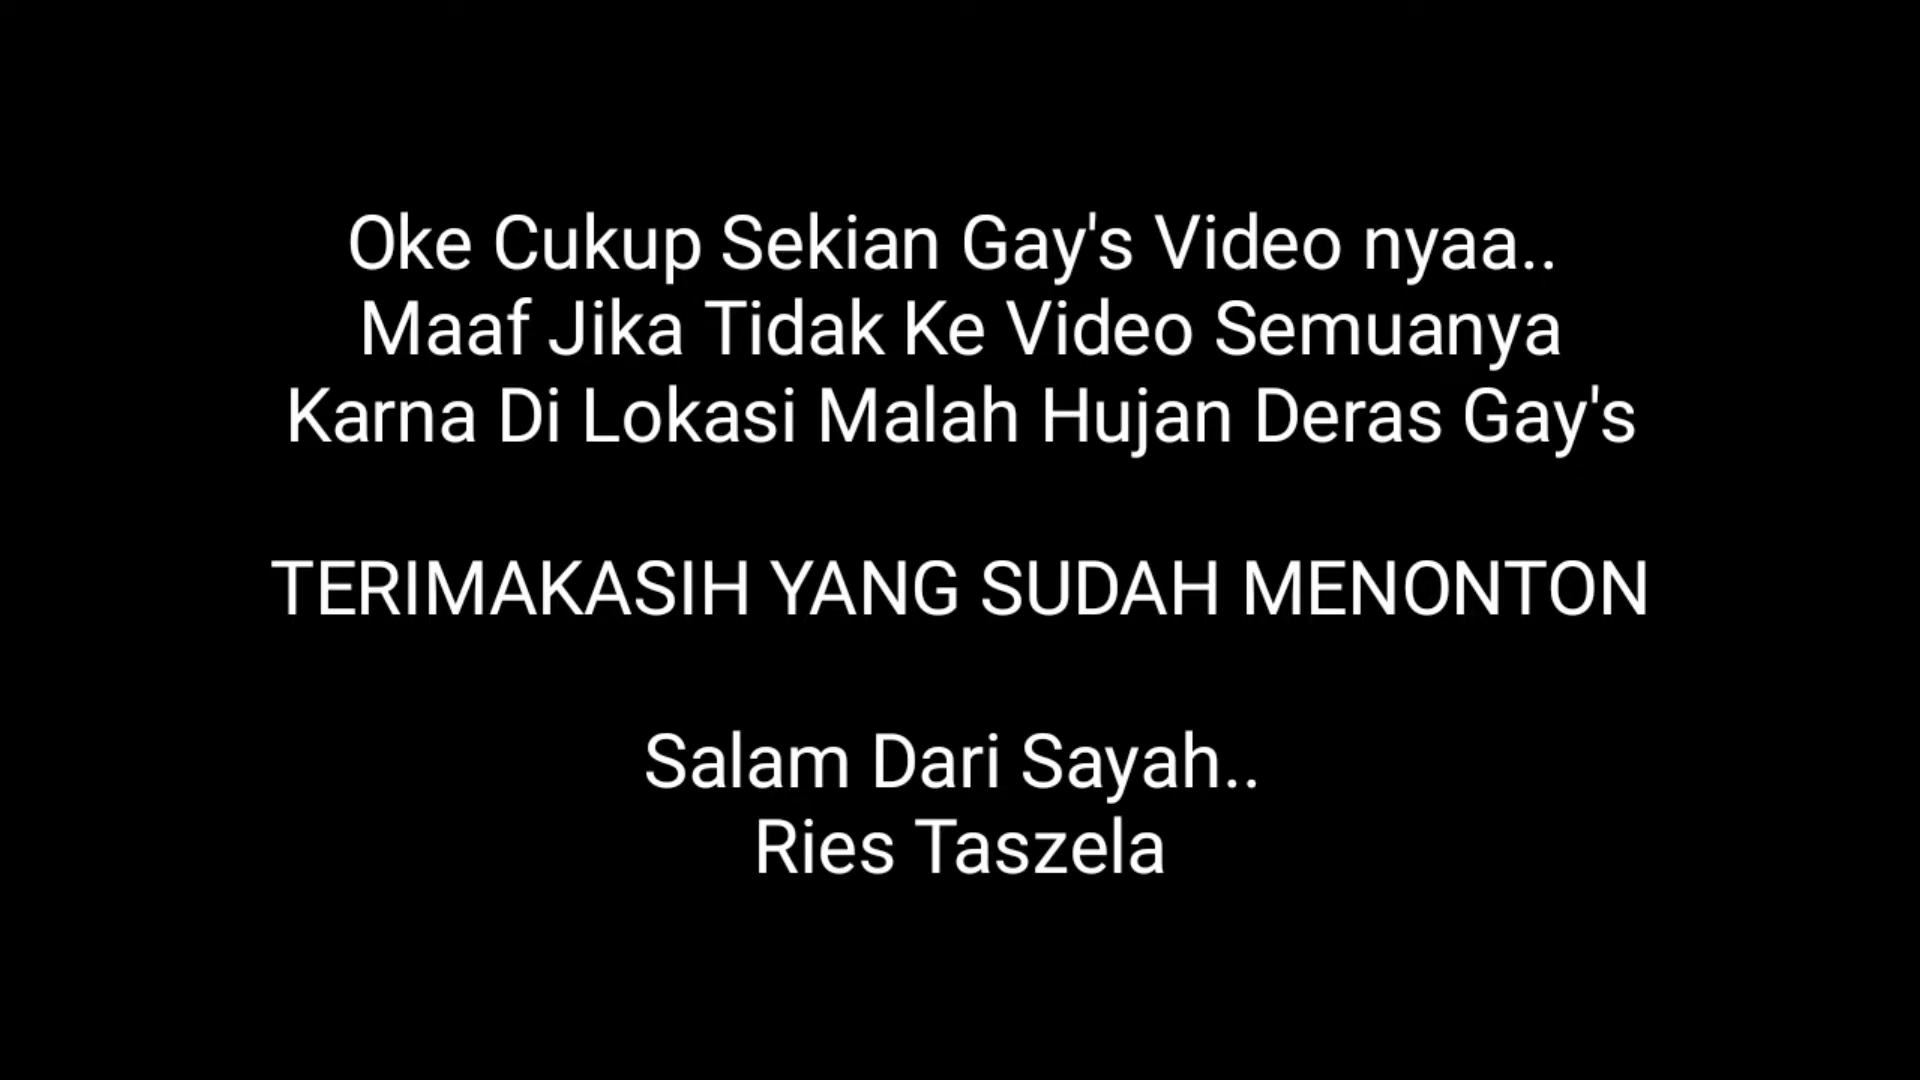 Oke Cukup Sekian Gay's Video nyaa..
Maaf Jika Tidak Ke Video Semuanya
Karna Di Lokasi Malah Hujan Deras Gay's
TERIMAKASIH YANG SUDAH MENONTON
Salam Dari Sayah..
Ries Taszela